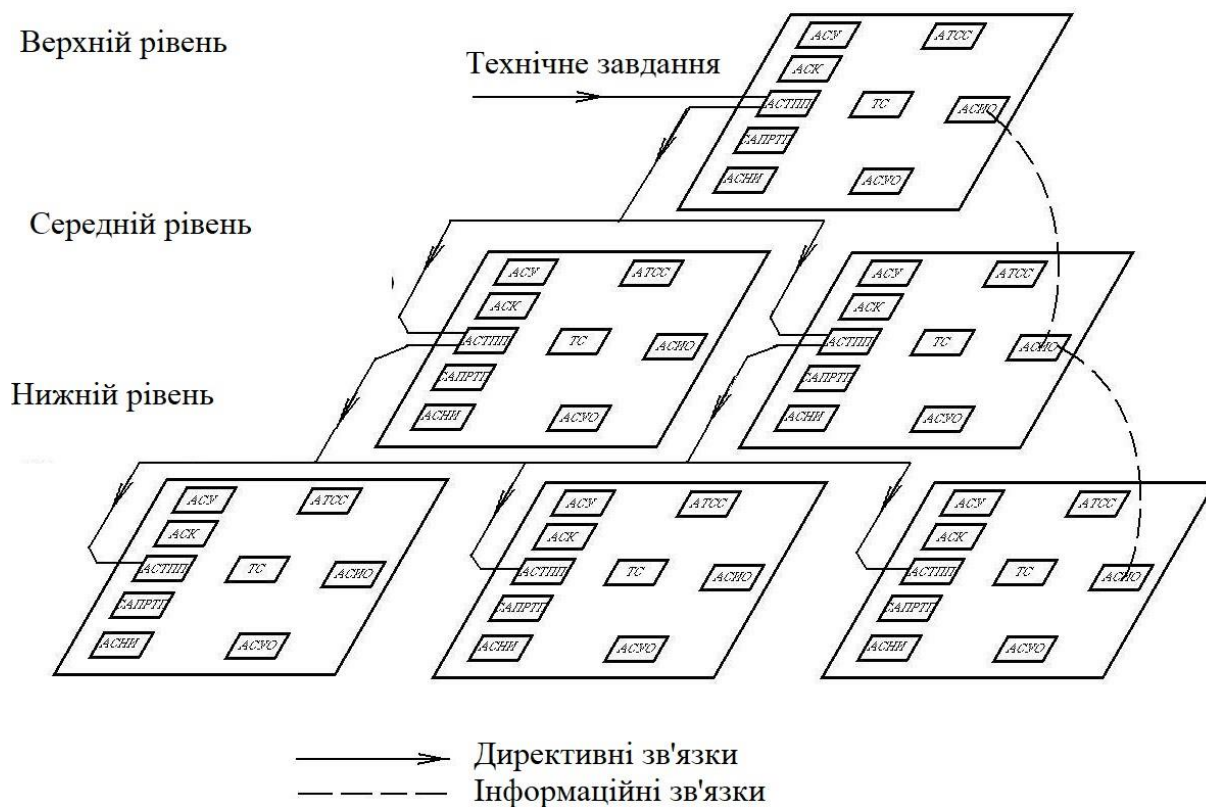 Верхній рівень
АСУ АТСС
АСК
Технічне завдання
АСТПП ТС АСИО
САПРТП
АСНИ АСУО
Середній рівень
АСУ АТСС АСУ АТСС
АСК АСК
АСТПП ТС АСИО АСТПП ТС АСИО
САПРТП САПРТП
Нижній рівень
АСНИ АСУО АСНИ АСУО
АСУ АТСС АСУ АТСС АСУ АТСС
АСК АСК АСК
АСТПП ТС АСИО АСТПП ТС АСИО АСТПП ТС АСИО
САПРТП САПРТП САПРТП
АСНИ АСУО АСНИ АСУО АСНИ АСУО
Директивні зв'язки
Інформаційні зв'язки